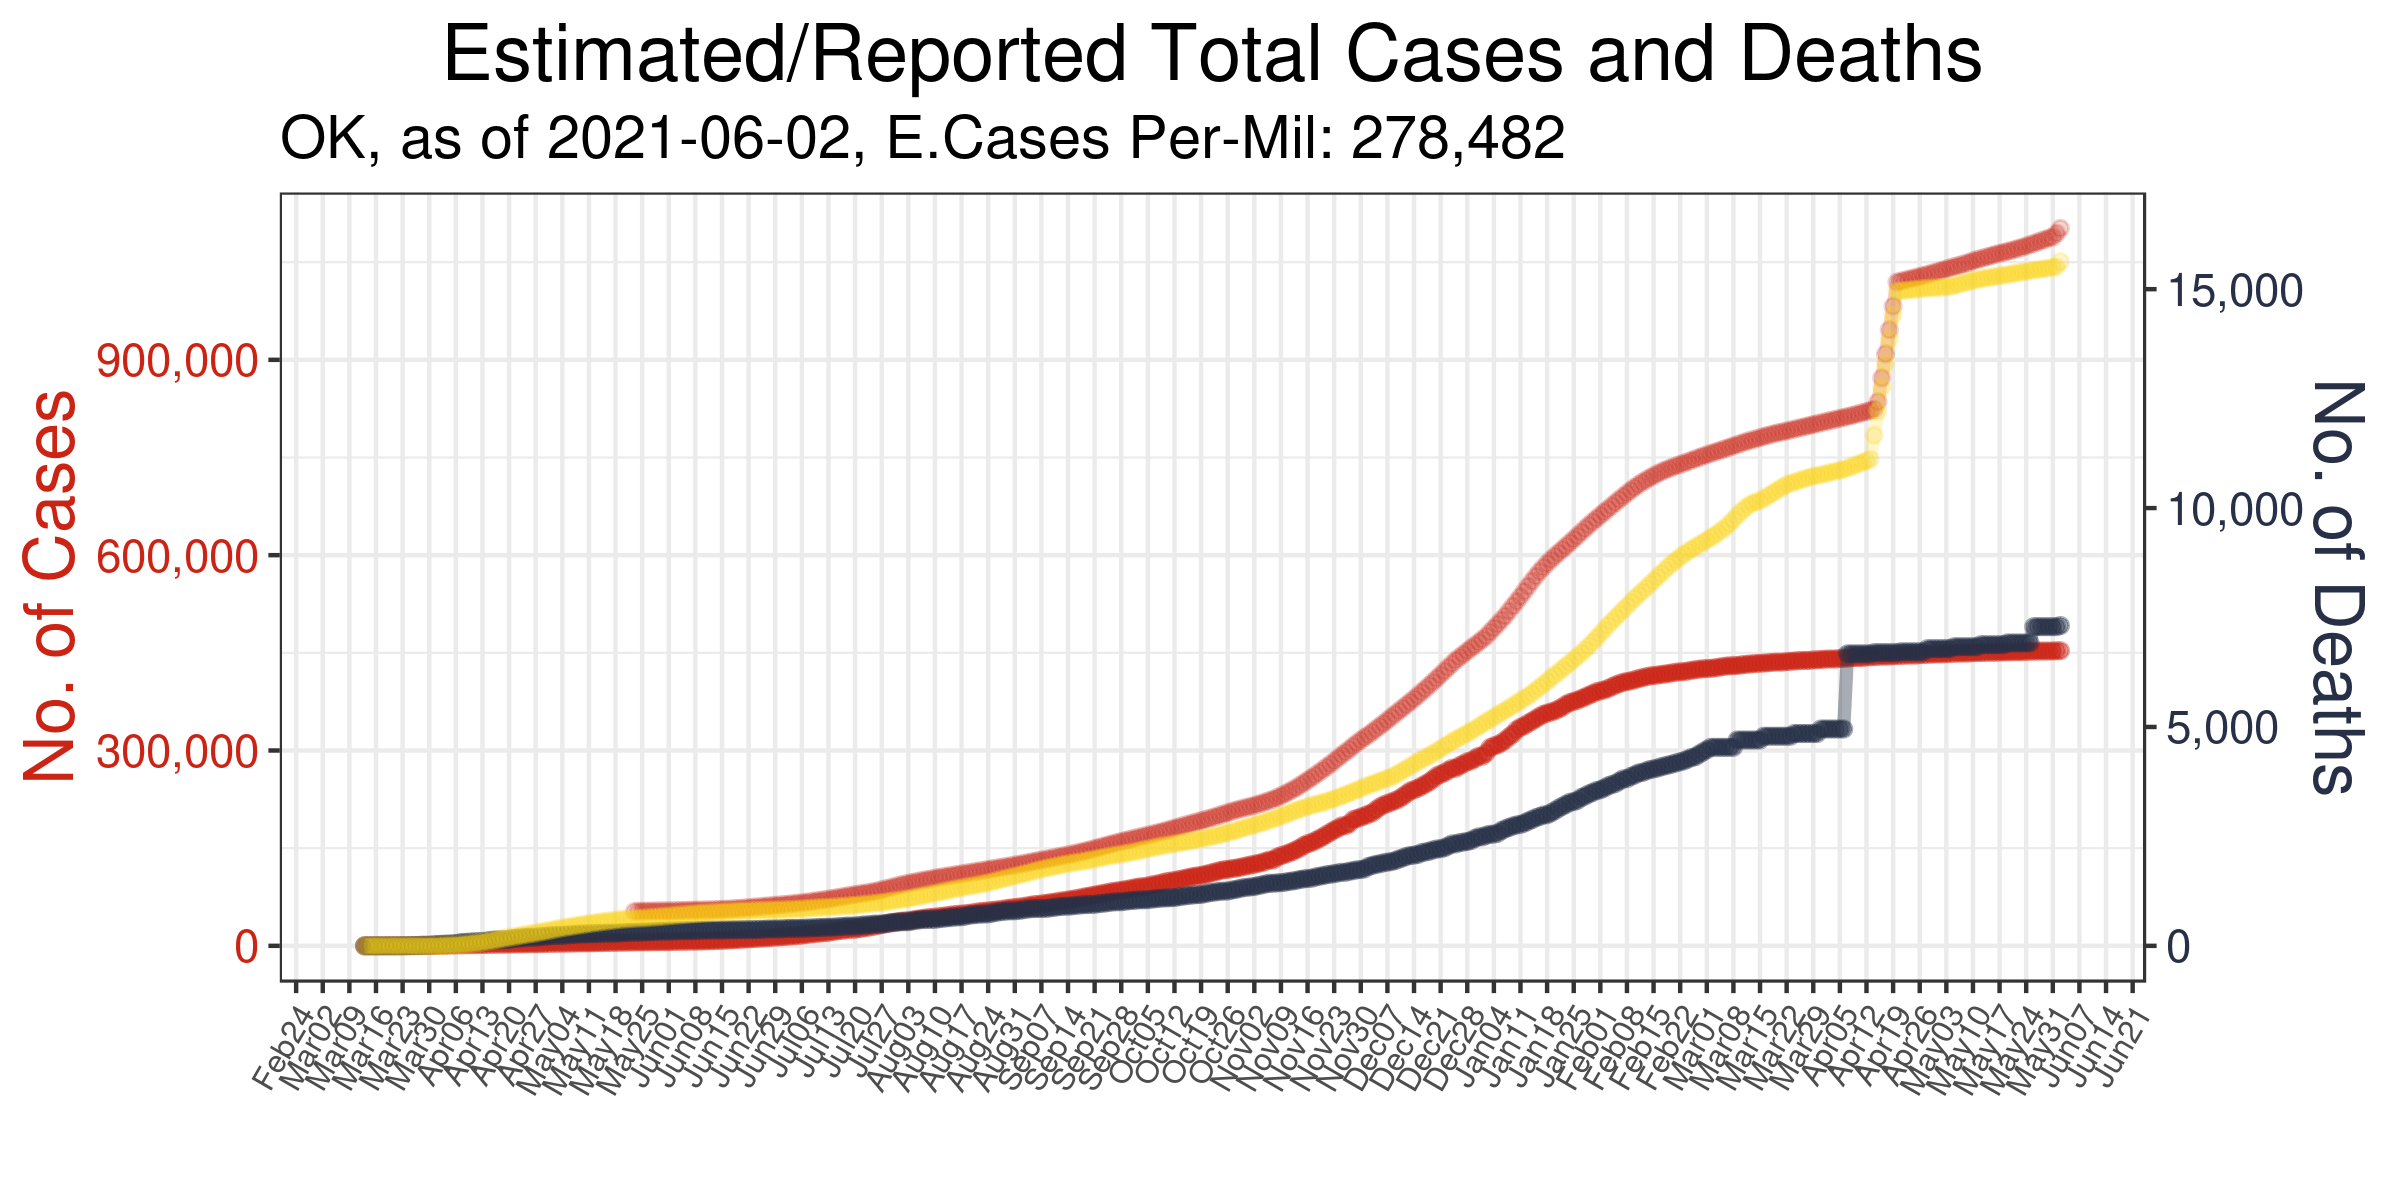 Estimated/Reported Total Cases and Deaths
OK, as of 2021-06-02, E.Cases Per-Mil: 278,482
No. of Cases
900,000
600,000
300,000
0
15,000
10,000
5,000
0
No. of Deaths
Feb24 Mar02 Mar09 Mar16 Mar23 Mar30 Apr06 Apr13 Apr20 Apr27 May04 May11 May18 May25 Jun01 Jun08 Jun15 Jun22 Jun29 Jul06 Jul13 Jul20 Jul27 Aug03 Aug10 Aug17 Aug24 Aug31 Sep07 Sep14 Sep21 Sep28 Oct05 Oct12 Oct19 Oct26 Nov02 Nov09 Nov16 Nov23 Nov30 Dec07 Dec14 Dec21 Dec28 Jan04 Jan11 Jan18 Jan25 Feb01 Feb08 Feb15 Feb22 Mar01 Mar08 Mar15 Mar22 Mar29 Apr05 Apr12 Apr19 Apr26 May03 May10 May17 May24 May31 Jun07 Jun14 Jun21